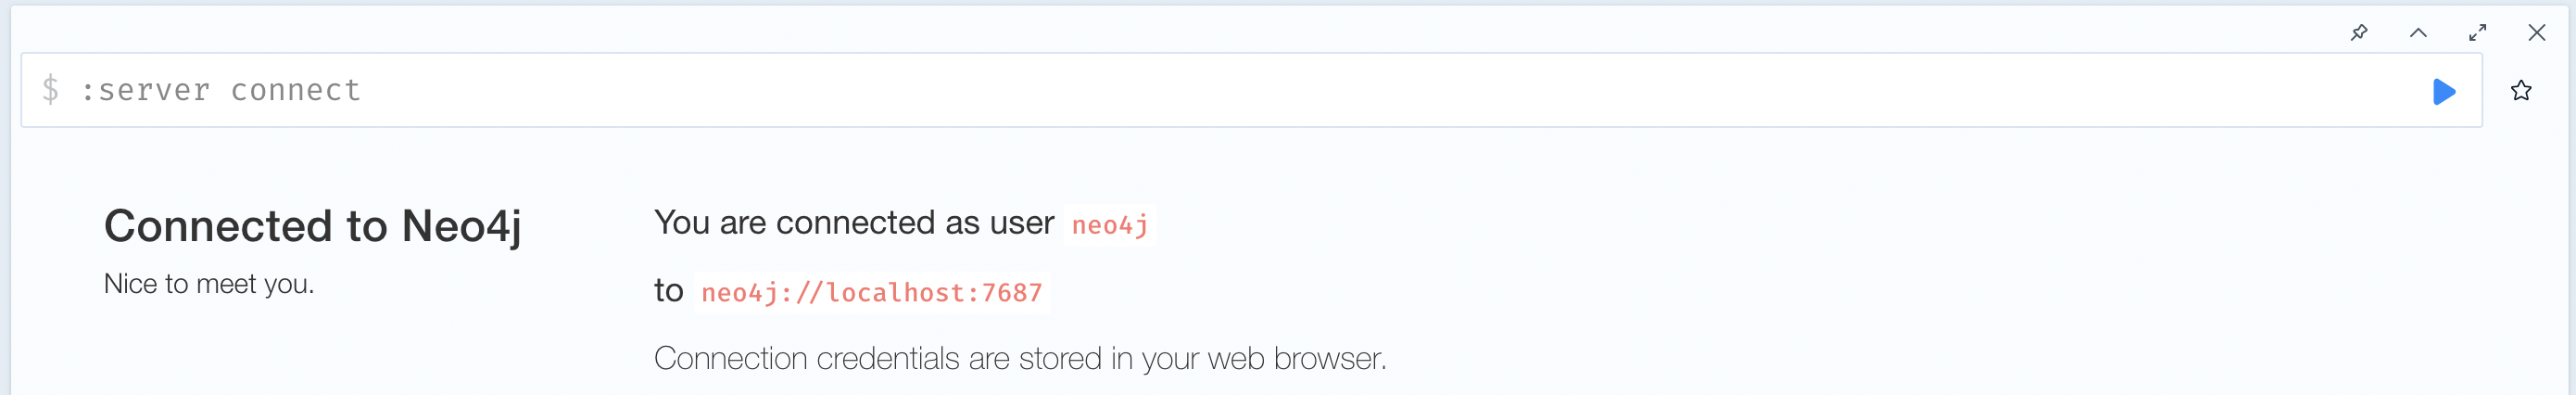 $ :server connect
Connected to Neo4j
Nice to meet you.
You are connected as user neo4j
to neo4j://localhost:7687
Connection credentials are stored in your web browser.